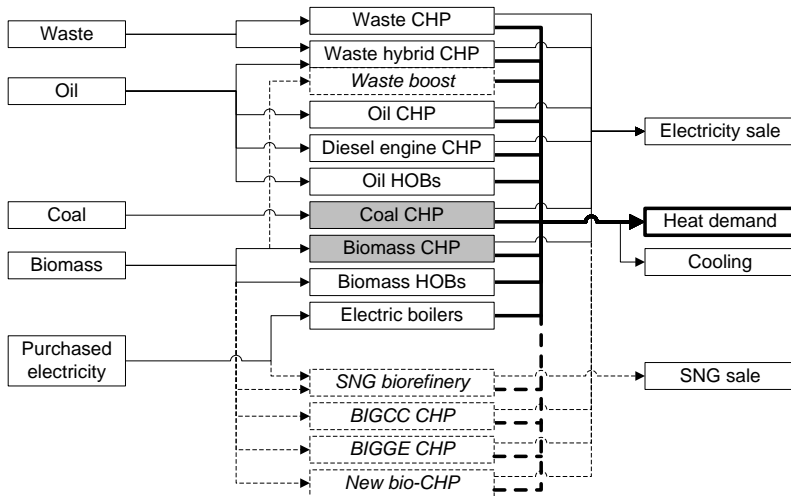 Waste
Oil
Coal
Biomass
Purchased
electricity
Waste CHP
Waste hybrid CHP
Waste boost
Oil CHP
Diesel engine CHP
Oil HOBs
Coal CHP
Biomass CHP
Biomass HOBs
Electric boilers
SNG biorefinery
BIGCC CHP
BIGGE CHP
New bio-CHP
Electricity sale
Heat demand
Cooling
SNG sale